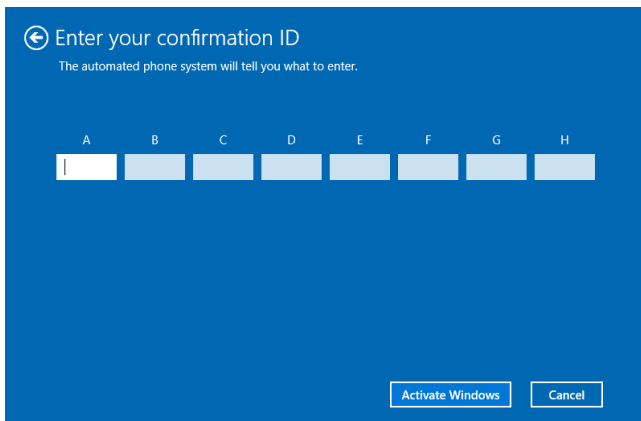 Enter your confirmation ID
The automated phone system will tell you what to enter.
A B C D E F G H
Activate Windows Cancel